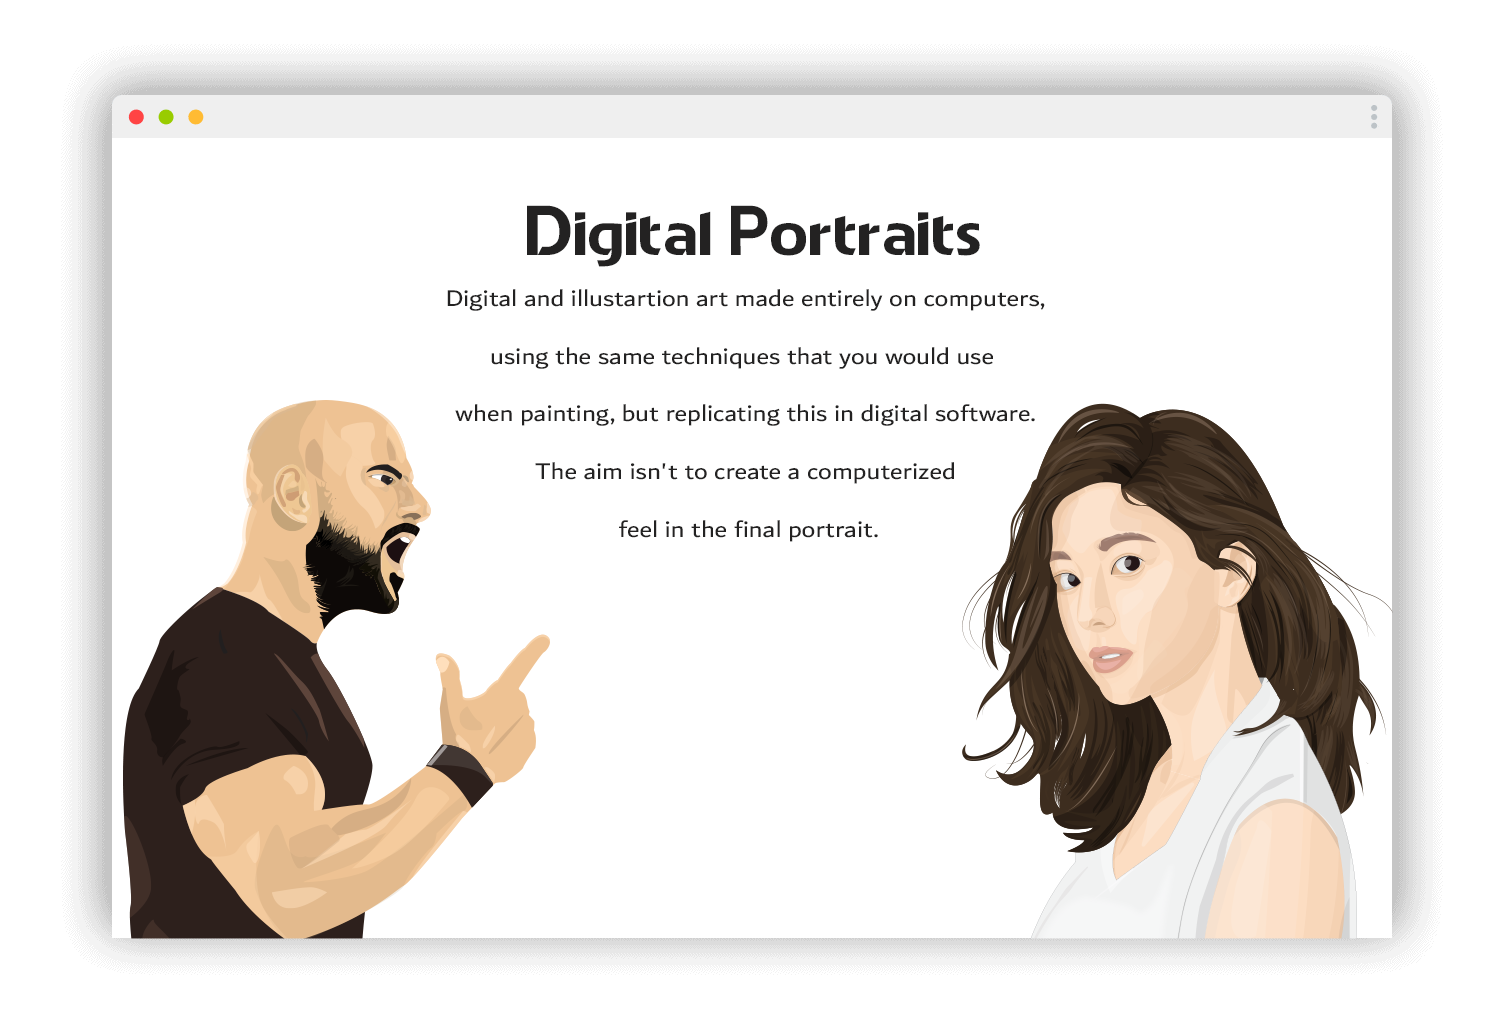 Digital Portraits
Digital and illustartion art made entirely on computers,
using the same techniques that you would use
when painting, but replicating this in digital software.
The aim isn't to create a computerized
feel in the final portrait.